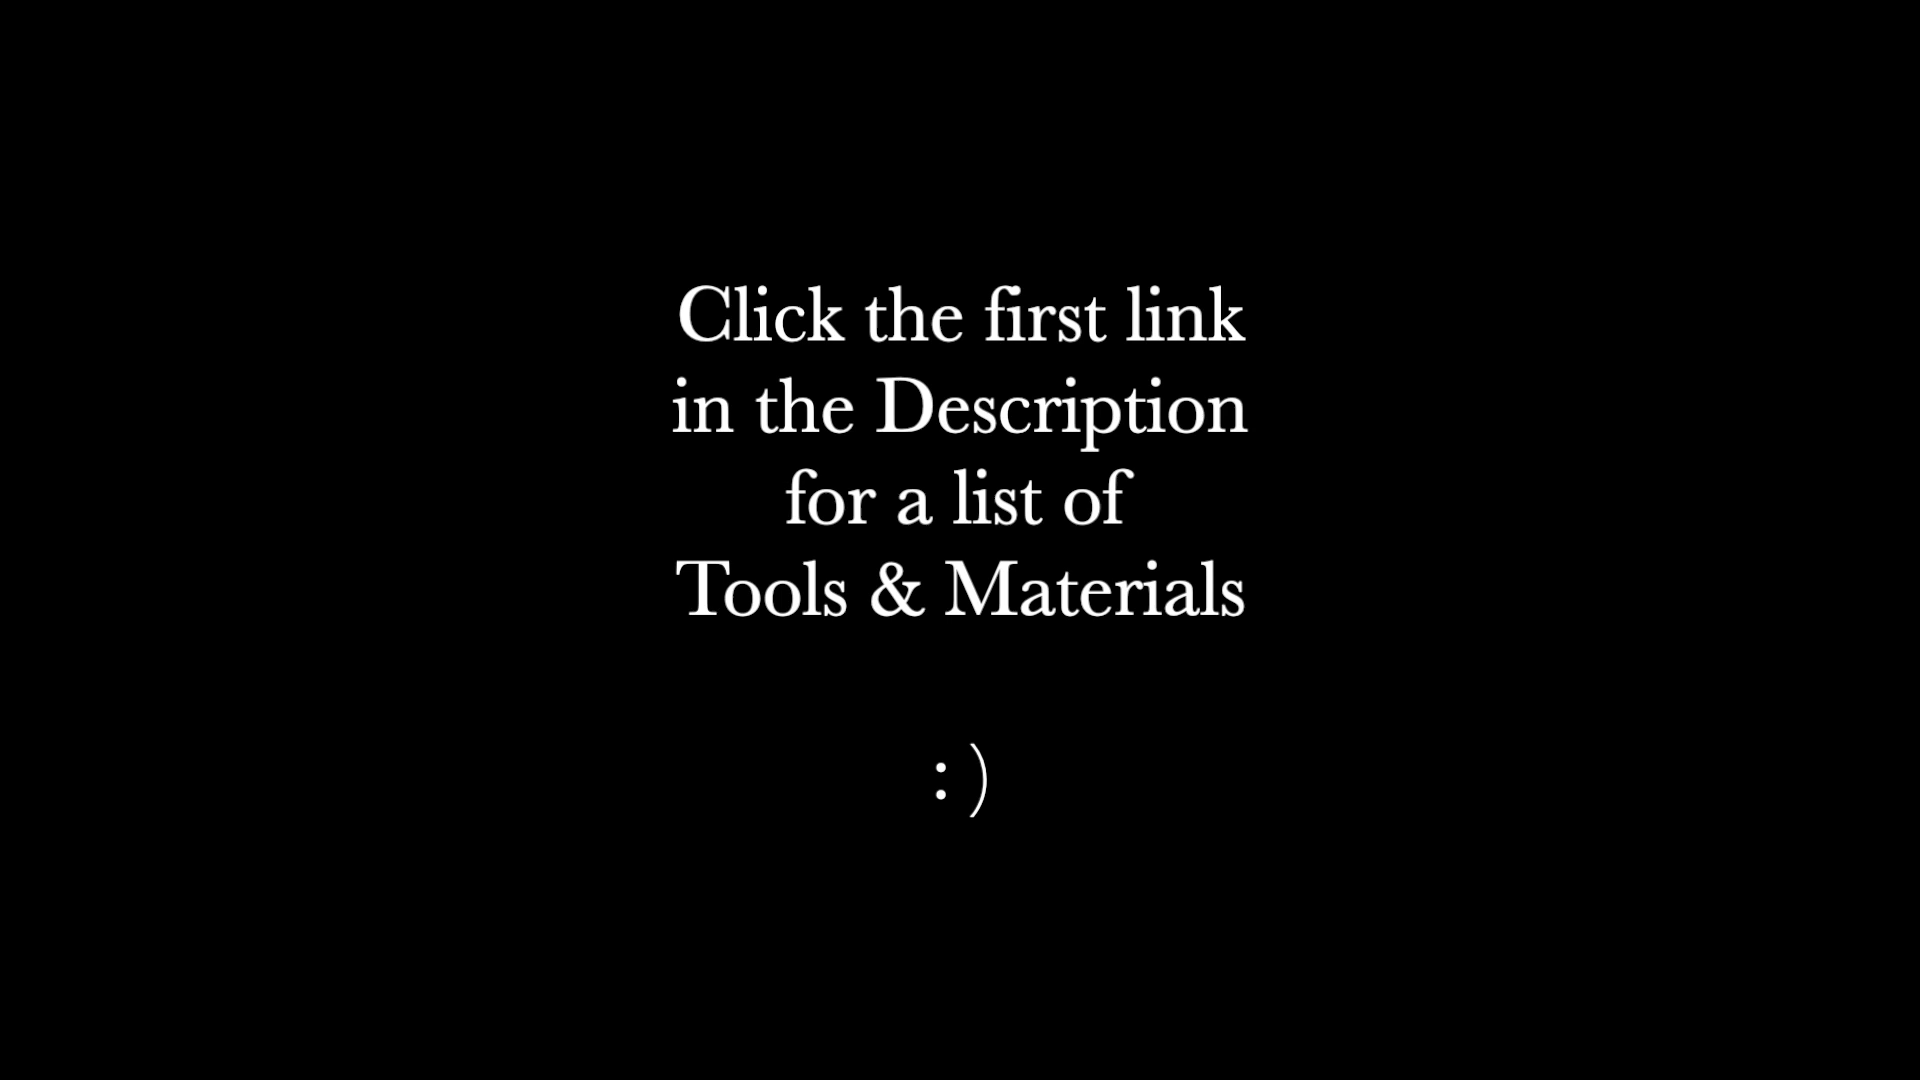 Click the first link
in the Description
for a list of
Tools & Materials
: )